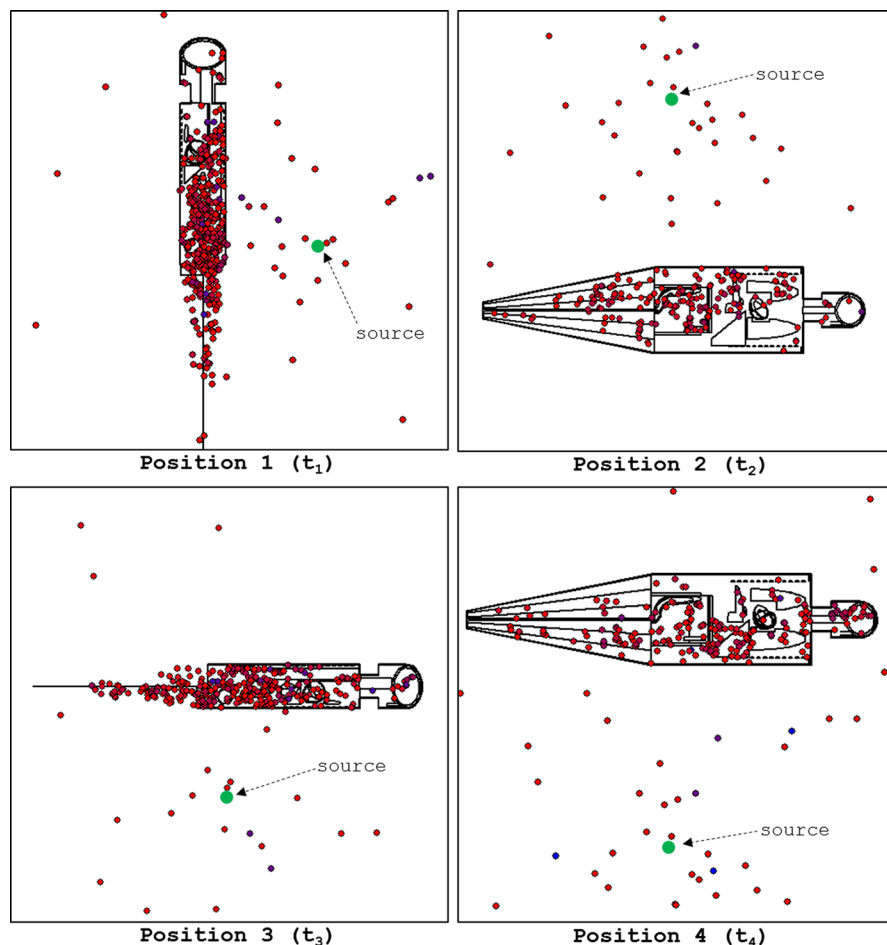 source
source
Position 1 (t₁)
Position 2 (t₂)
source
source
Position 3 (t₃)
Position 4 (t₄)